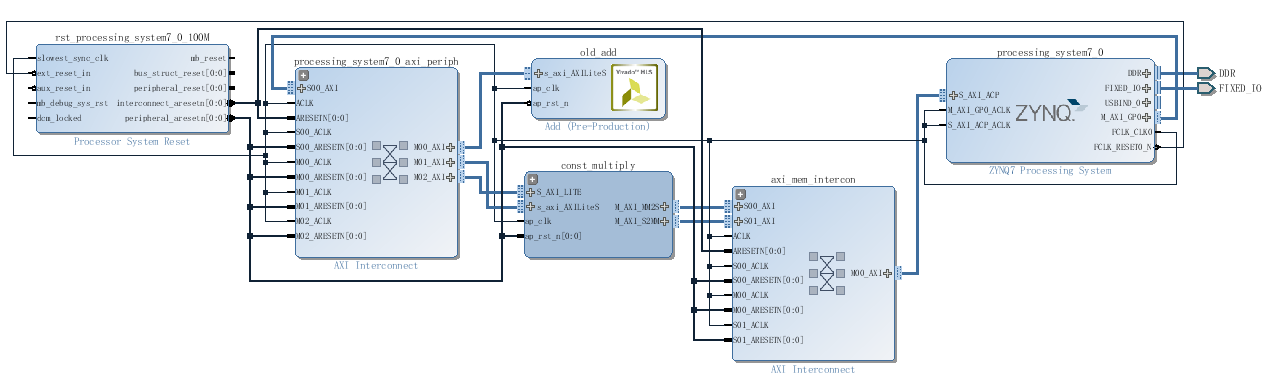 rst_processing_system7_0_100M
slowest_sync_clk
ext_reset_in
aux_reset_in
mb_debug_sys_rst
dcm_locked
mb_reset
bus_struct_reset[0:0]
peripheral_reset[0:0]
interconnect_aresetn[0:0]
peripheral_aresetn[0:0]
Processor System Reset
processing_system7_0_axi_periph
S00_AXI
ACLK
ARESETN[0:0]
S00_ACLK
S00_ARESETN[0:0]
M00_ACLK
M00_ARESETN[0:0]
M01_ACLK
M01_ARESETN[0:0]
M02_ACLK
M02_ARESETN[0:0]
M00_AXI
M01_AXI
M02_AXI
AXI Interconnect
old_add
s_axi_AXILiteS
ap_clk
ap_rst_n
Vivado™ HLS
Add (Pre-Production)
const_multiply
S_AXI_LITE
s_axi_AXILiteS
ap_clk
ap_rst_n[0:0]
M_AXI_MM2S
M_AXI_S2MM
axi_mem_intercon
S00_AXI
S01_AXI
ACLK
ARESETN[0:0]
S00_ACLK
S00_ARESETN[0:0]
M00_ACLK
M00_ARESETN[0:0]
S01_ACLK
S01_ARESETN[0:0]
M00_AXI
AXI Interconnect
processing_system7_0
S_AXI_ACP
M_AXI_GP0_ACLK
S_AXI_ACP_ACLK
ZYNQ
DDR
FIXED_IO
USBIND_0
M_AXI_GP0
FCLK_CLK0
FCLK_RESET0_N
ZYNQ7 Processing System
DDR
FIXED_IO